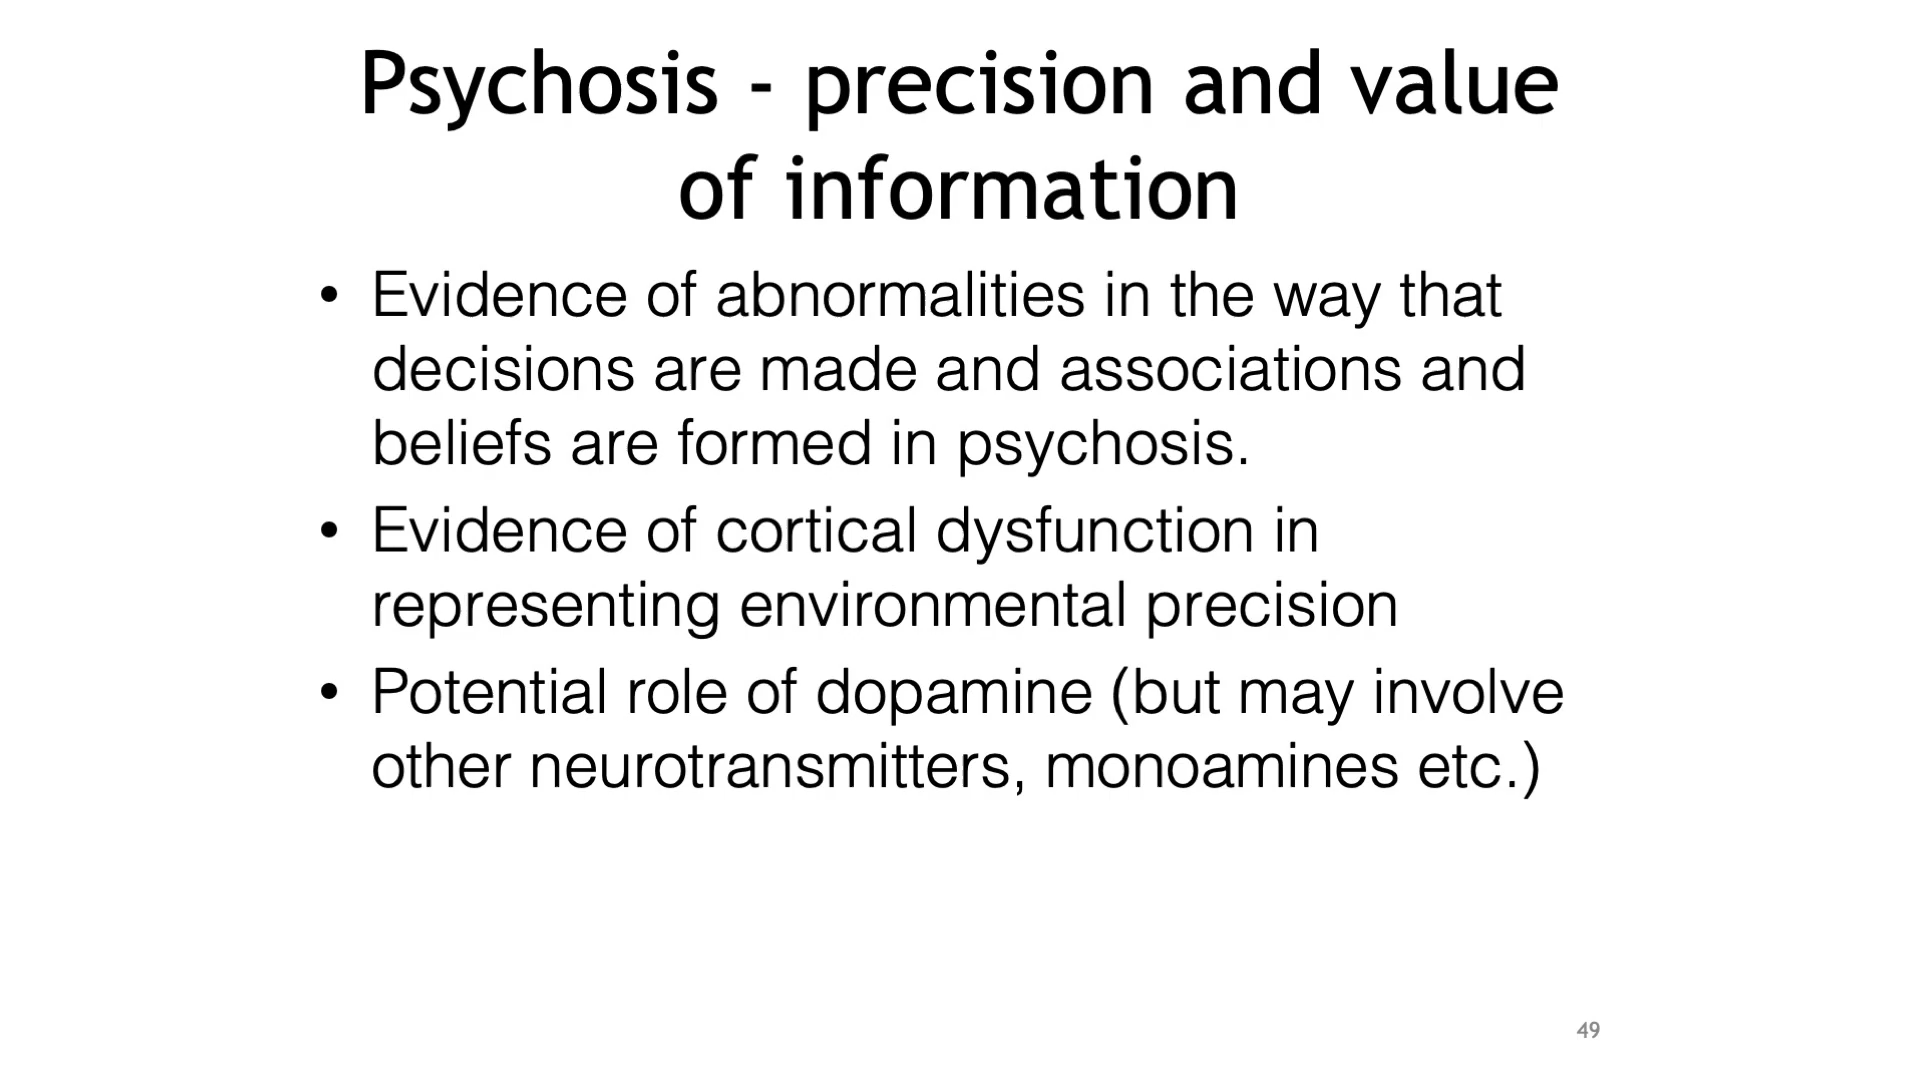 Psychosis - precision and value
of information
• Evidence of abnormalities in the way that
decisions are made and associations and
beliefs are formed in psychosis.
• Evidence of cortical dysfunction in
representing environmental precision
• Potential role of dopamine (but may involve
other neurotransmitters, monoamines etc.)
49